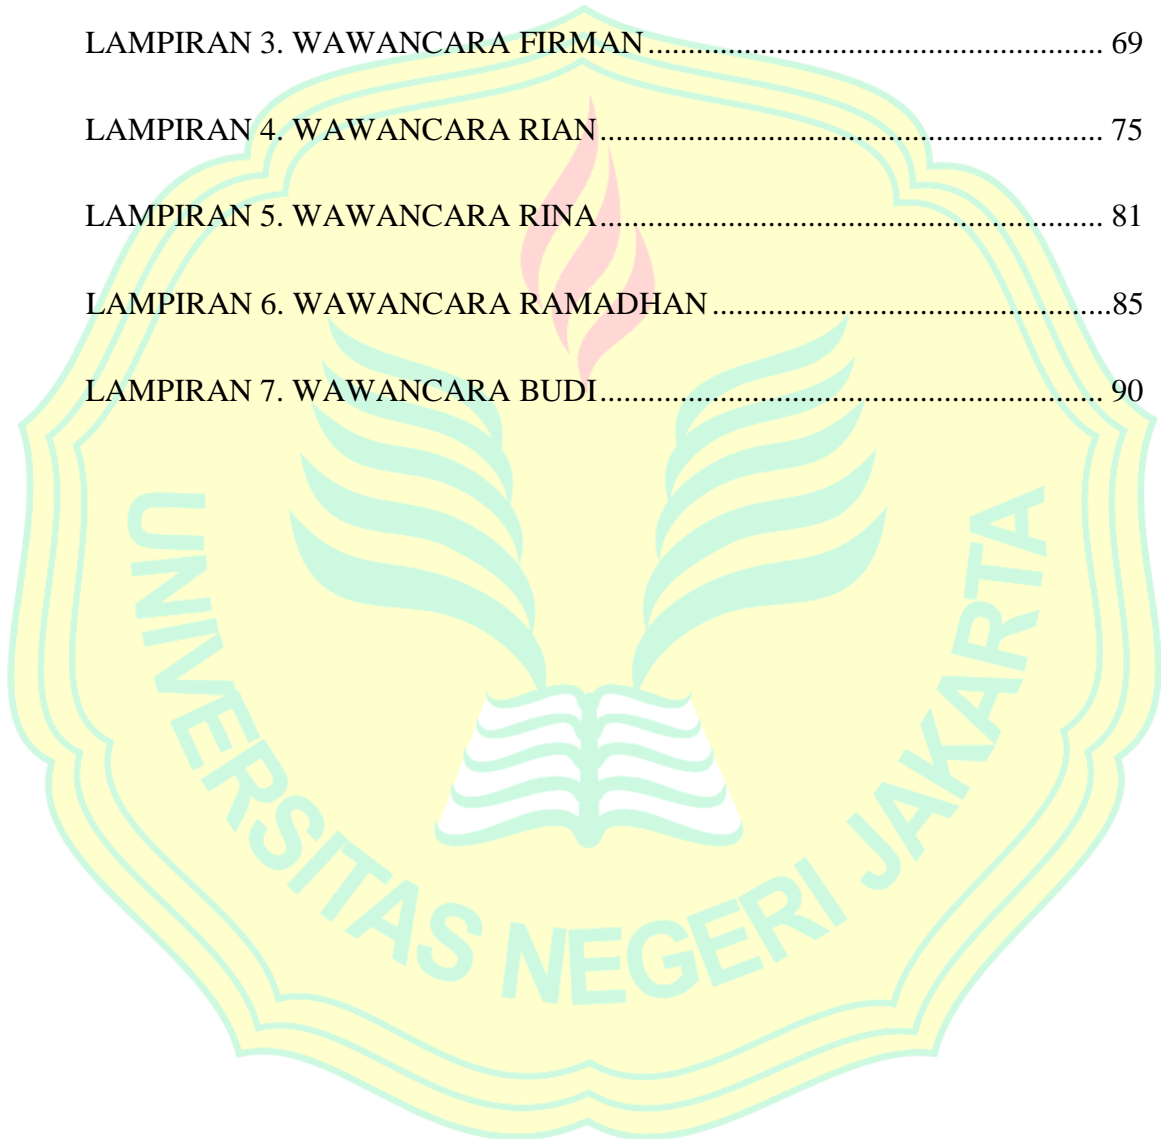 LAMPIRAN 3. WAWANCARA FIRMAN...................................................................... 69
LAMPIRAN 4. WAWANCARA RIAN............................................................................. 75
LAMPIRAN 5. WAWANCARA RINA............................................................................. 81
LAMPIRAN 6. WAWANCARA RAMADHAN.............................................................85
LAMPIRAN 7. WAWANCARA BUDI............................................................................. 90
UNIVERSITAS NEGERI JAKARTA